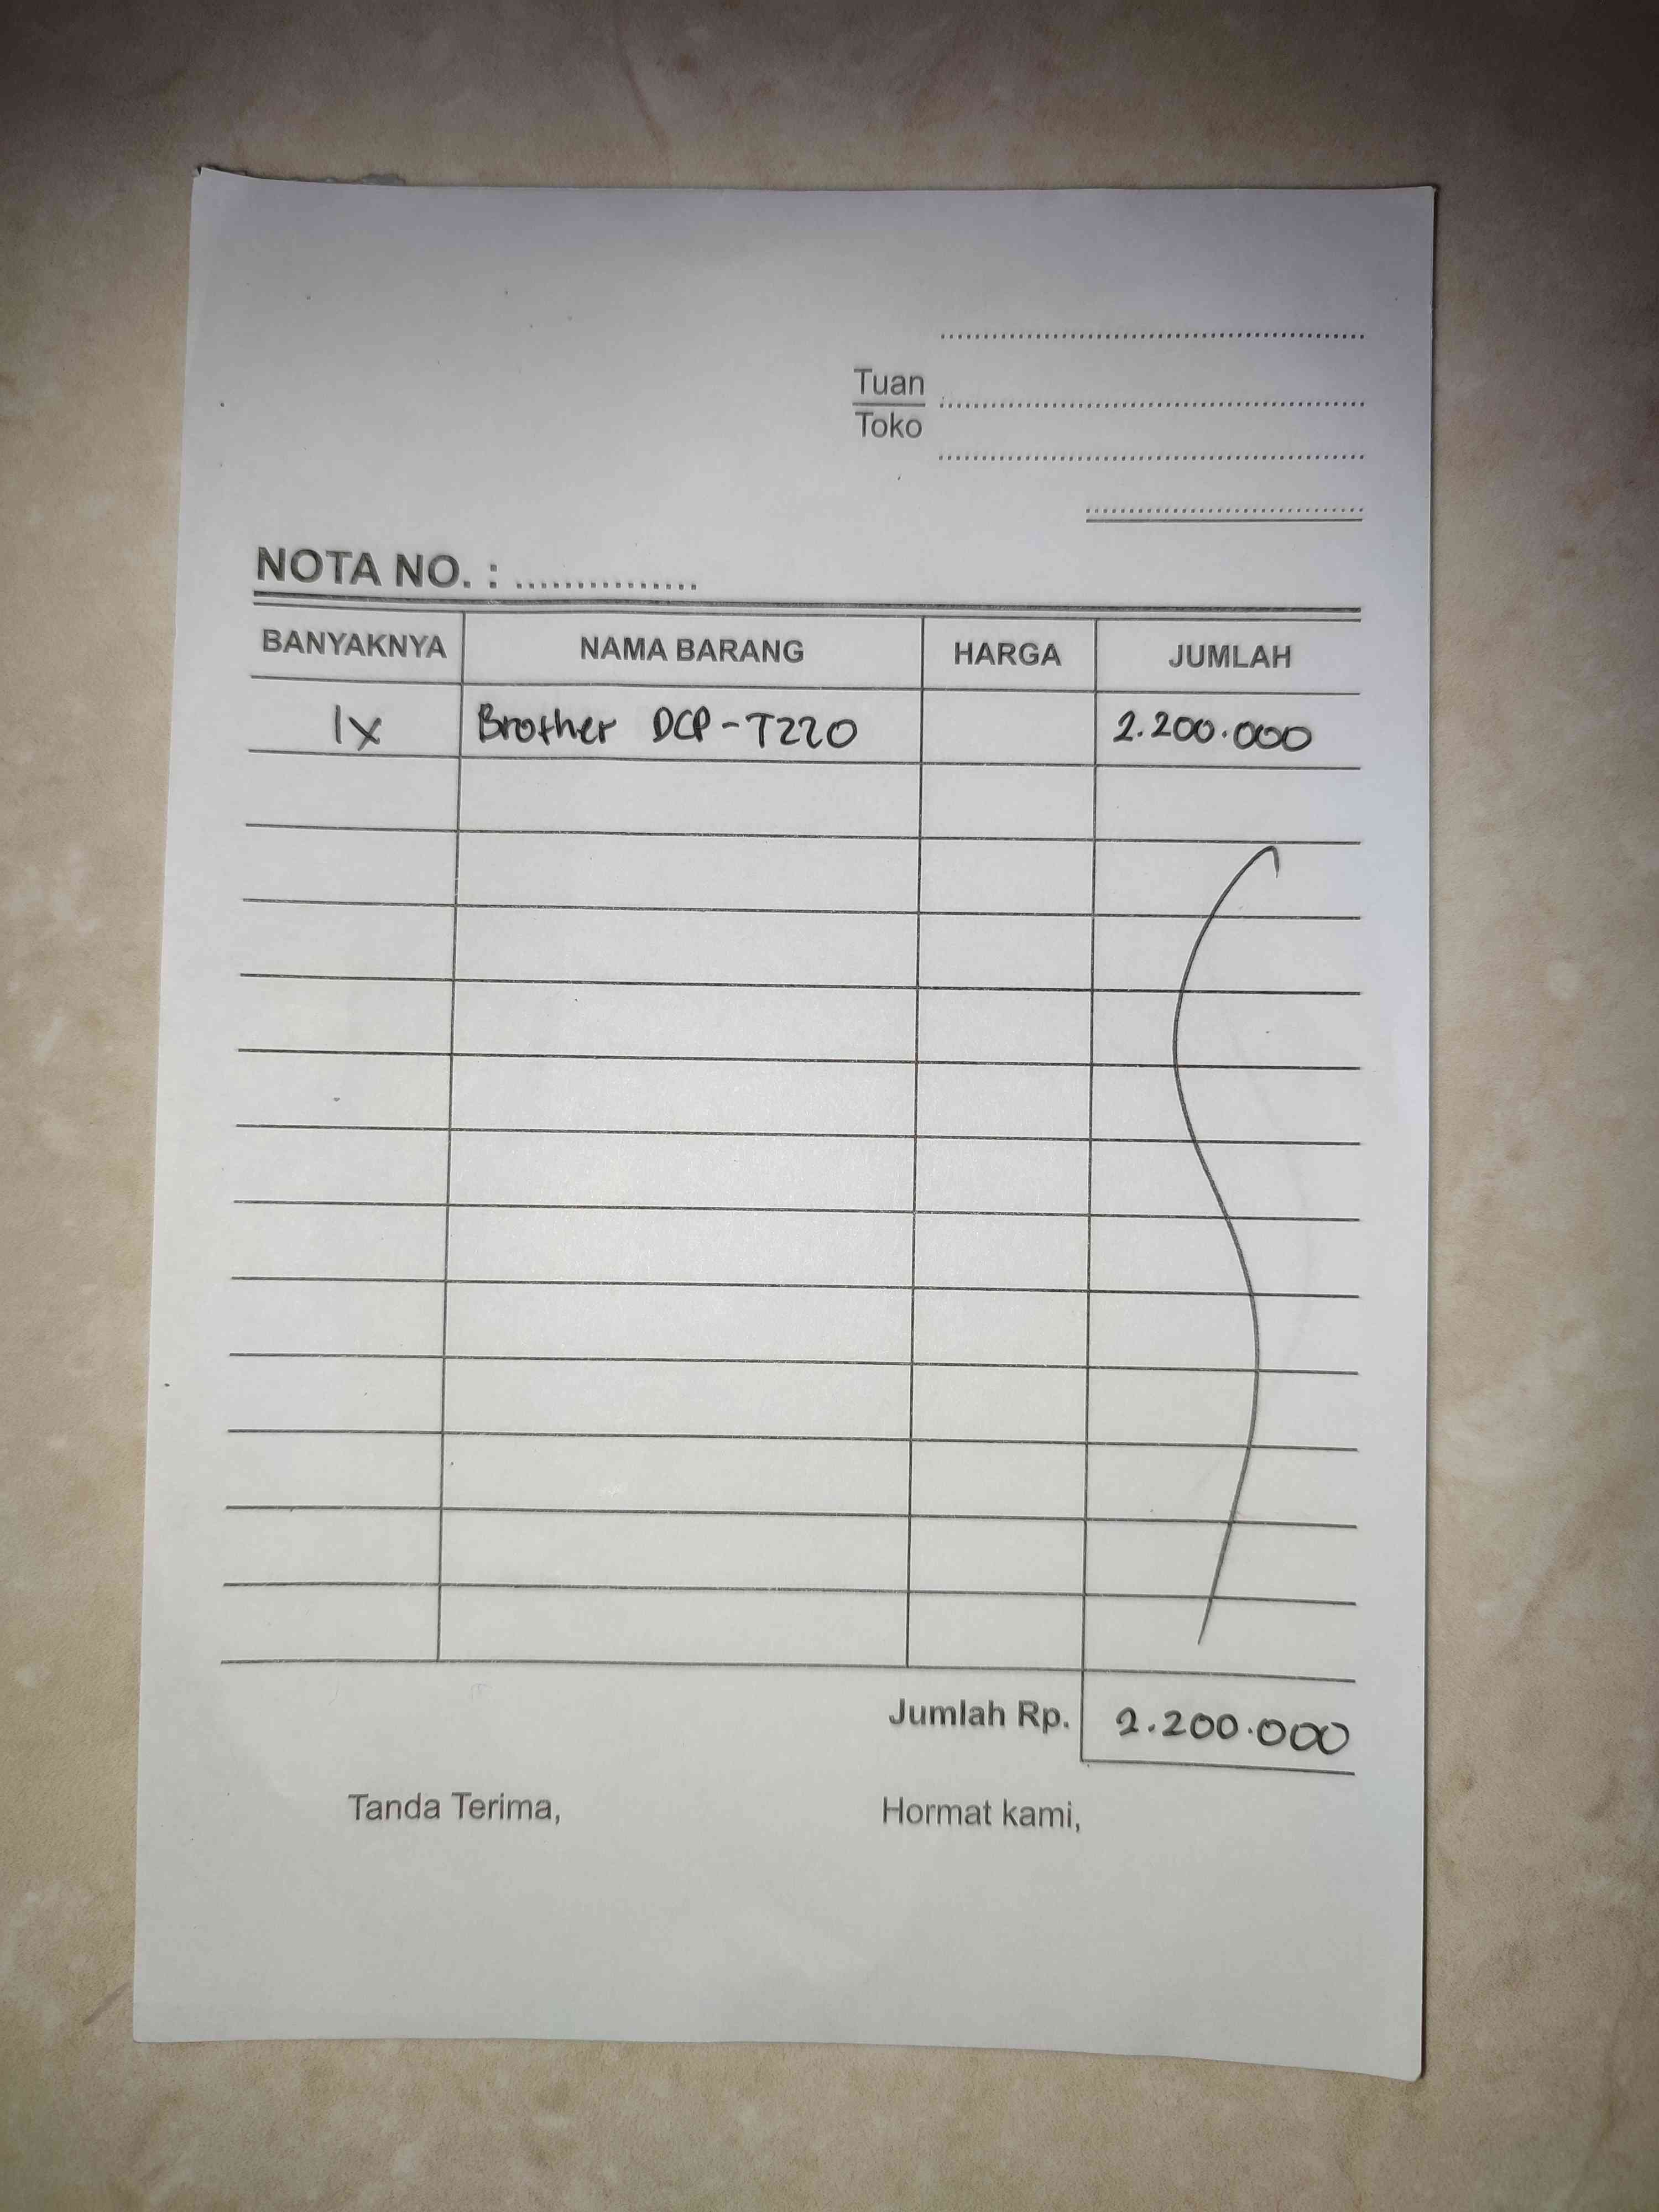 Tuan
Toko
NOTA NO. : ...............
BANYAKNYA NAMA BARANG HARGA JUMLAH
1x Brother DCP-T220 2.200.000
Jumlah Rp. 2.200.000
Tanda Terima, Hormat kami,